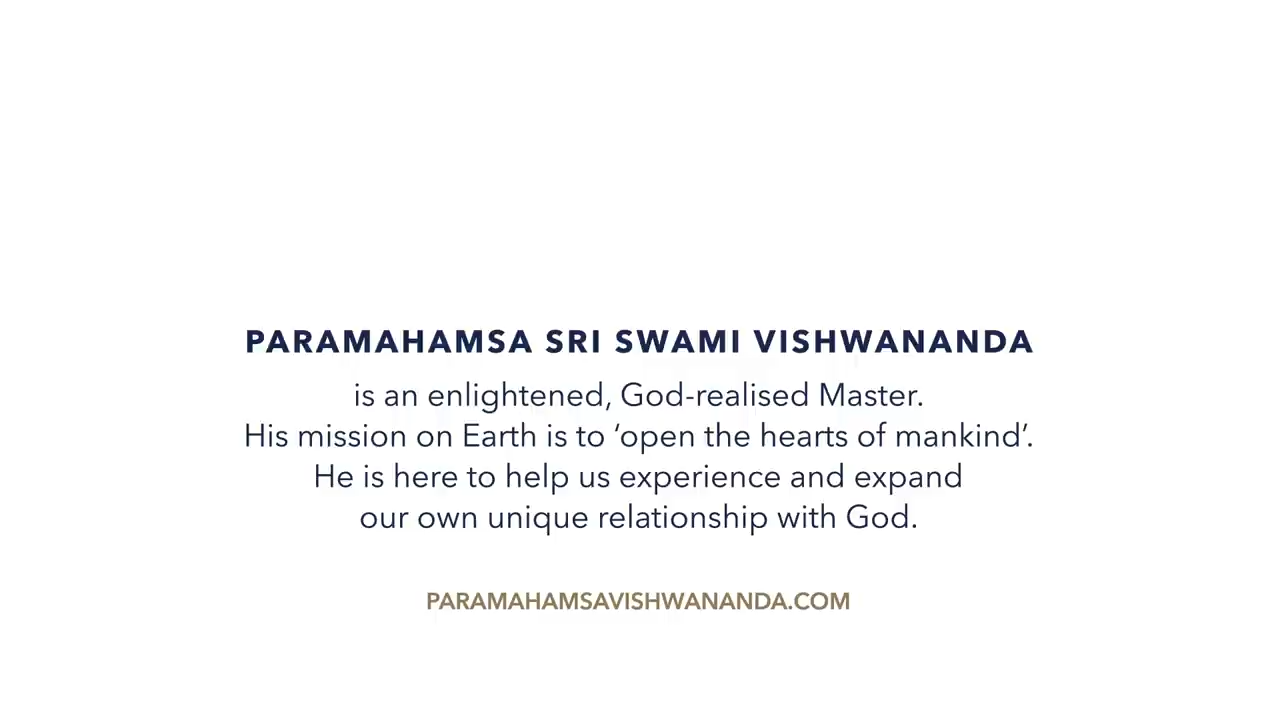 PARAMAHAMSA SRI SWAMI VISHWANANDA
is an enlightened, God-realised Master.
His mission on Earth is to ‘open the hearts of mankind’.
He is here to help us experience and expand
our own unique relationship with God.
PARAMAHAMSAVISHWANANDA.COM